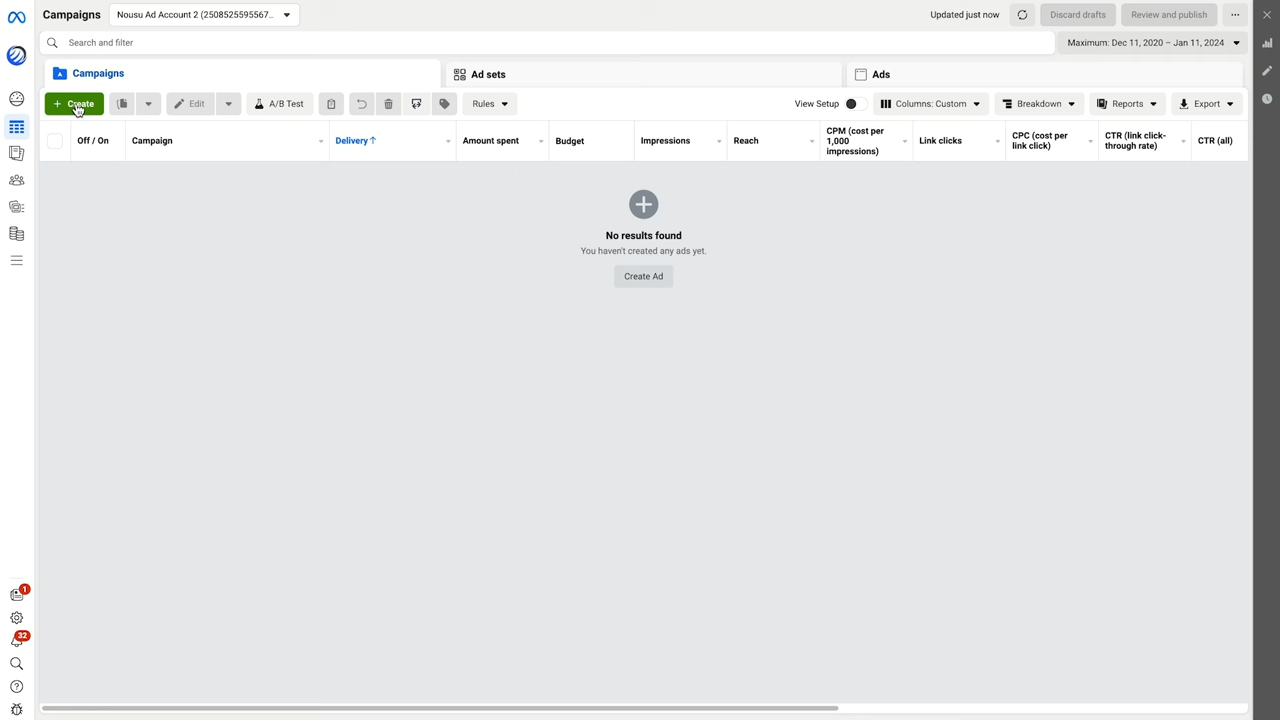 Campaigns
Nousu Ad Account 2 (2508525595567...
Updated just now
Discard drafts
Review and publish
Search and filter
Maximum: Dec 11, 2020 – Jan 11, 2024
Campaigns
Ad sets
Ads
+ Create
Edit
A/B Test
Rules
View Setup
Columns: Custom
Breakdown
Reports
Export
Off / On
Campaign
Delivery ↑
Amount spent
Budget
Impressions
Reach
CPM (cost per
1,000
impressions)
Link clicks
CPC (cost per
link click)
CTR (link click-
through rate)
CTR (all)
No results found
You haven't created any ads yet.
Create Ad
1
32